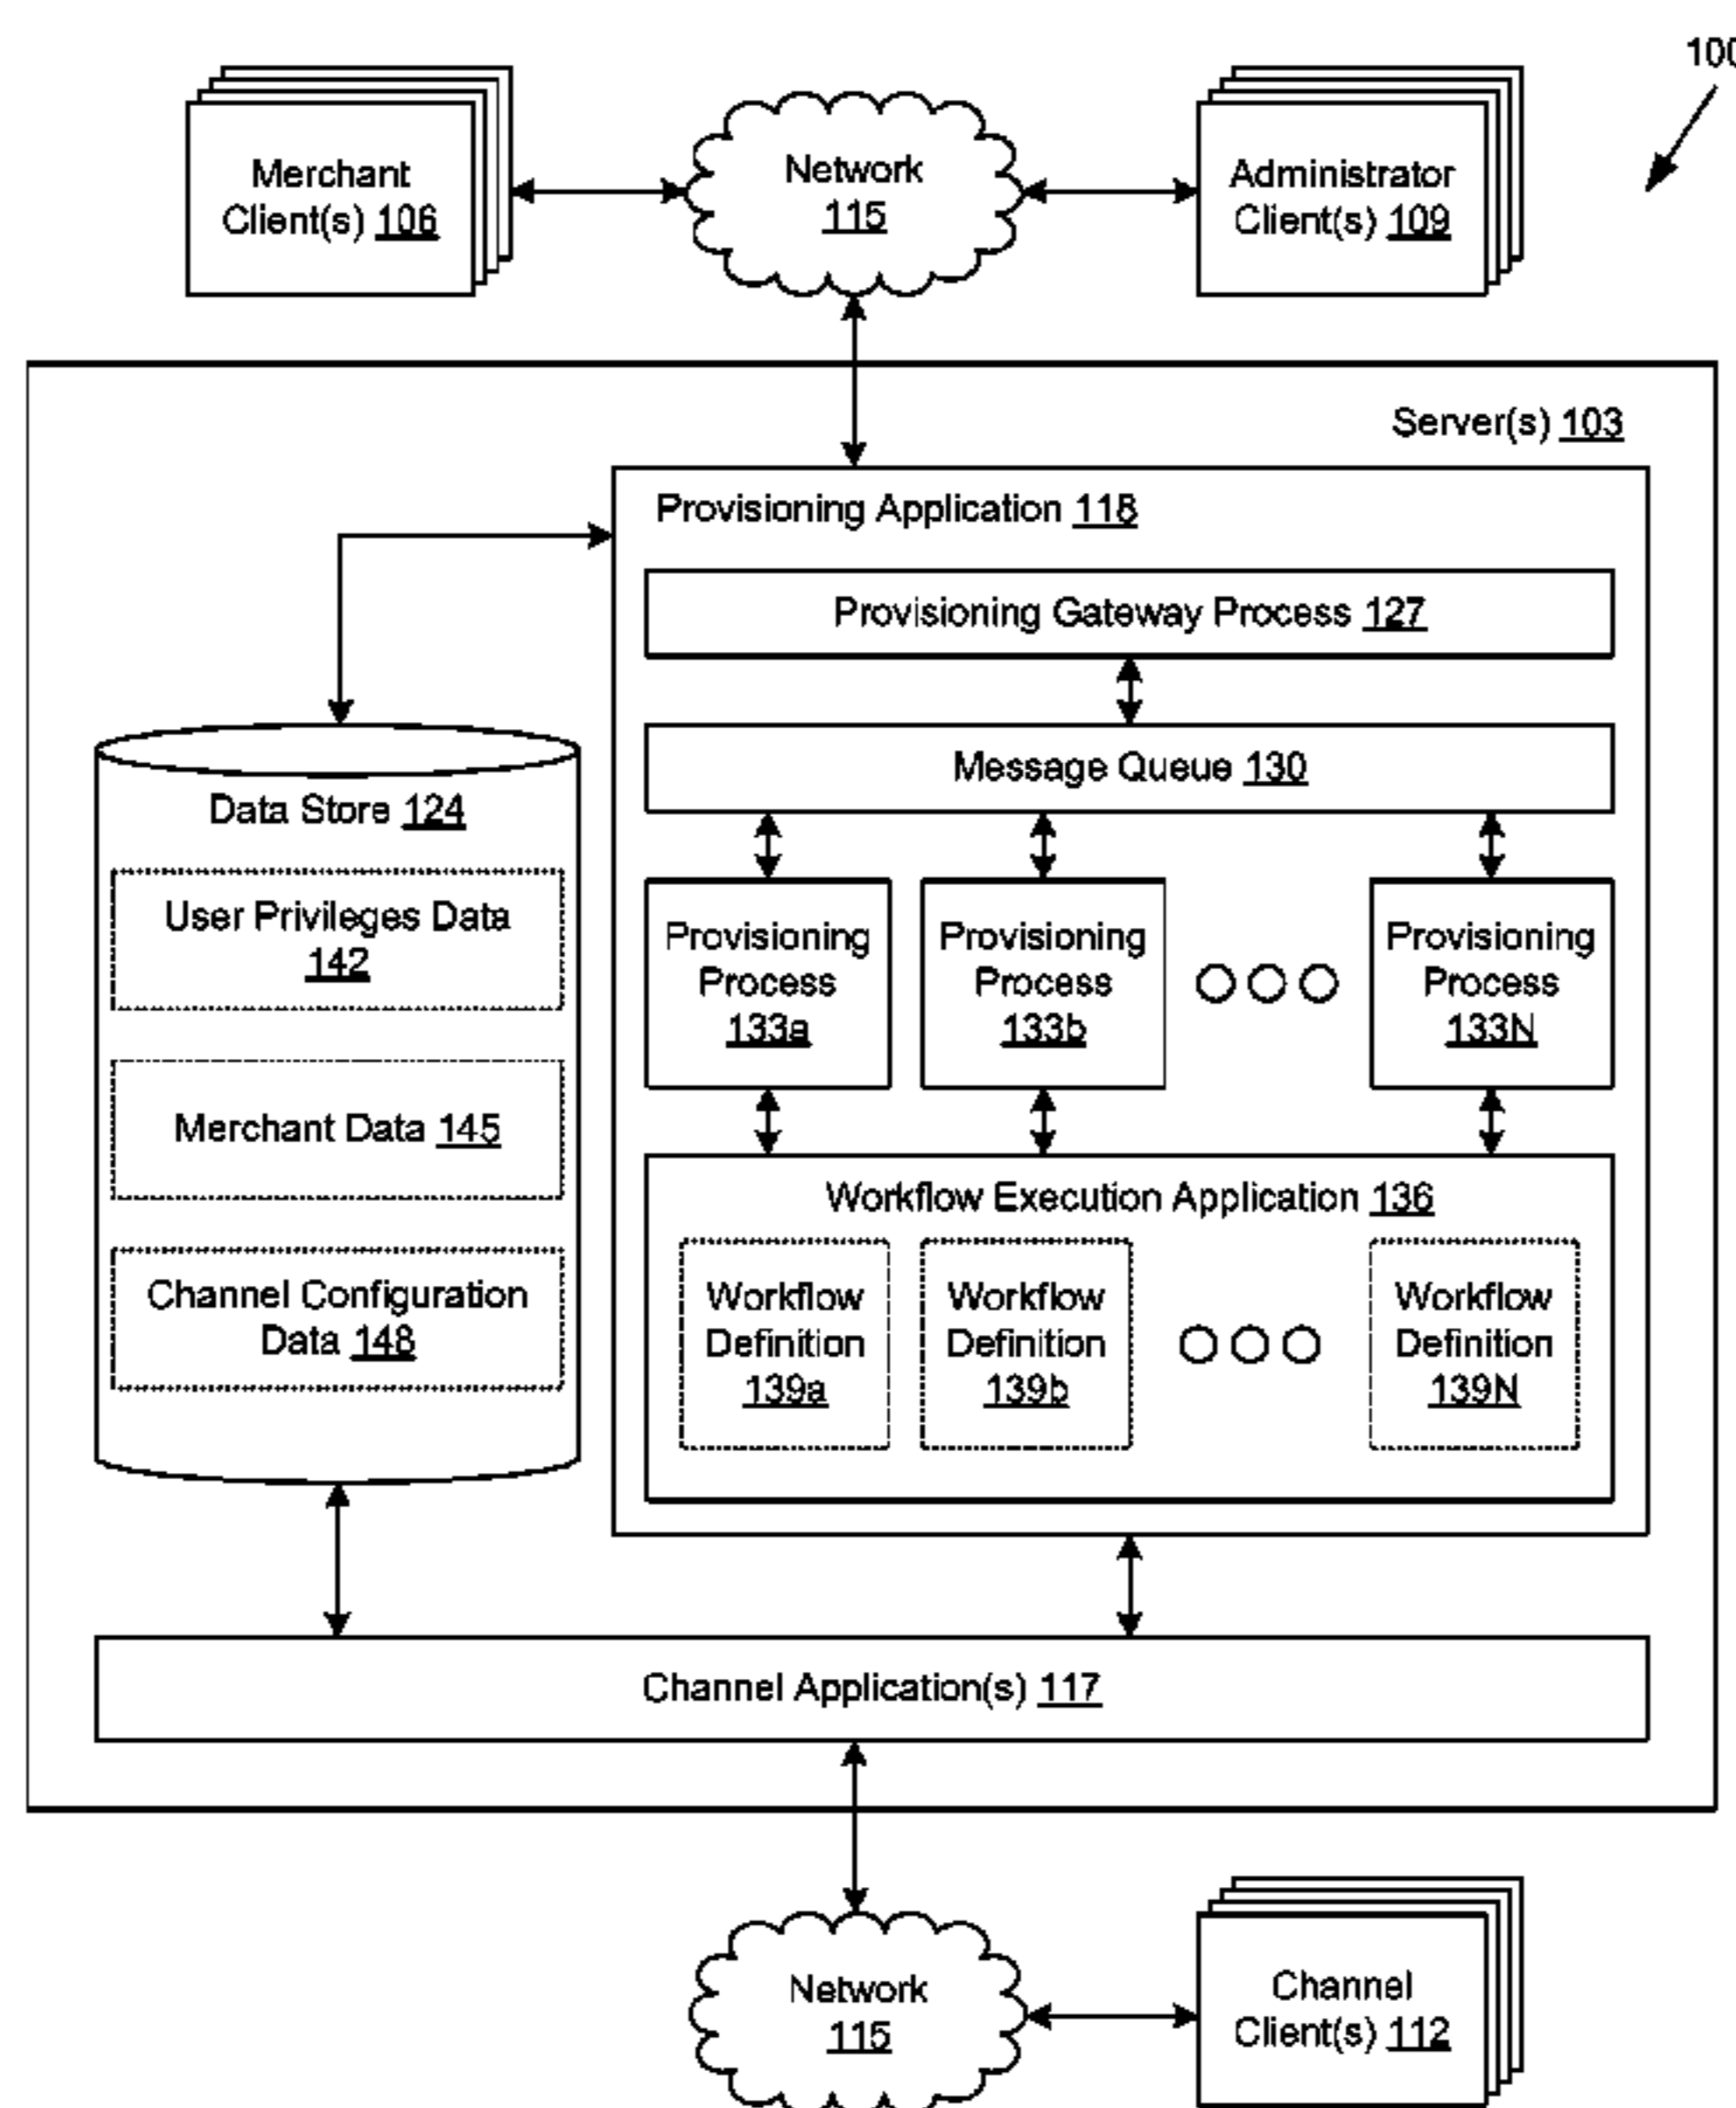 100
Merchant
Client(s) 106
Network
115
Administrator
Client(s) 109
Server(s) 103
Provisioning Application 118
Provisioning Gateway Process 127
Message Queue 130
Data Store 124
User Privileges Data
142
Merchant Data 145
Channel Configuration
Data 148
Provisioning
Process
133a
Provisioning
Process
133b
Provisioning
Process
133N
Workflow Execution Application 136
Workflow
Definition
139a
Workflow
Definition
139b
Workflow
Definition
139N
Channel Application(s) 117
Network
115
Channel
Client(s) 112